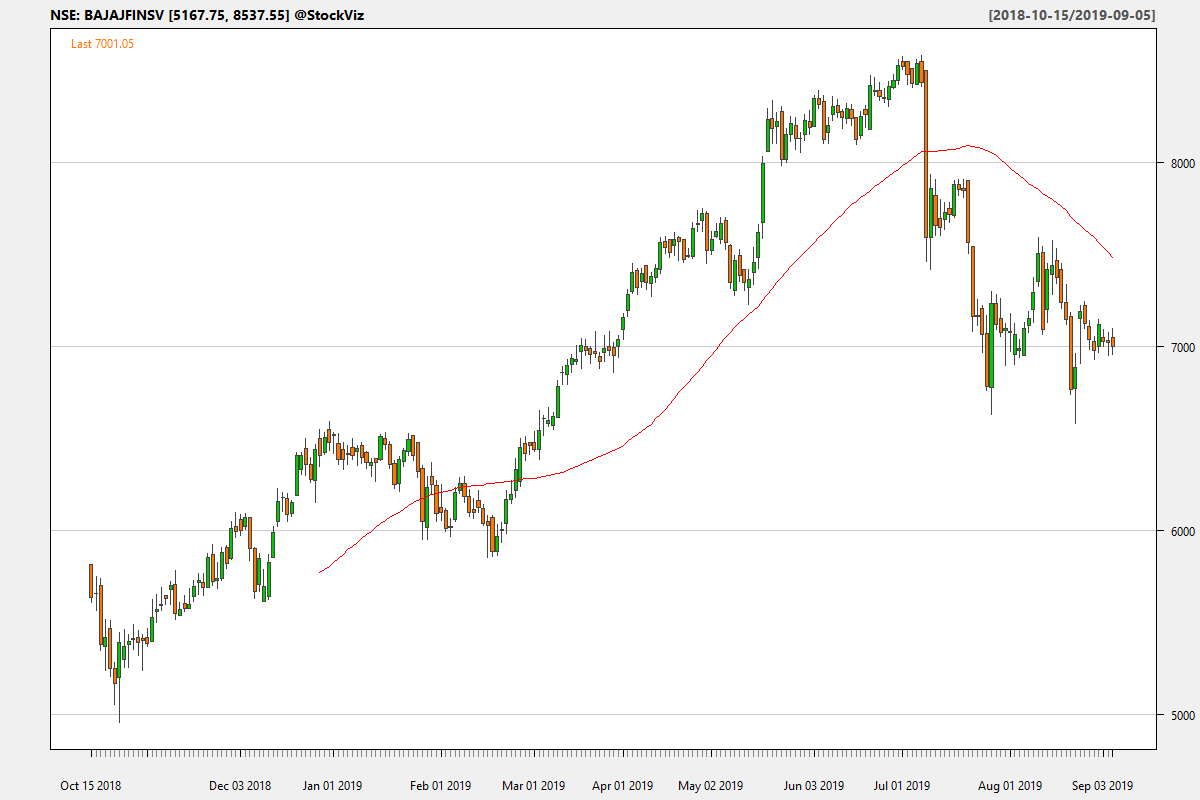 NSE: BAJAJFINSV [5167.75, 8537.55] @StockViz [2018-10-15/2019-09-05]
Last 7001.05
8000
7000
6000
5000
Oct 15 2018 Dec 03 2018 Jan 01 2019 Feb 01 2019 Mar 01 2019 Apr 01 2019 May 02 2019 Jun 03 2019 Jul 01 2019 Aug 01 2019 Sep 03 2019